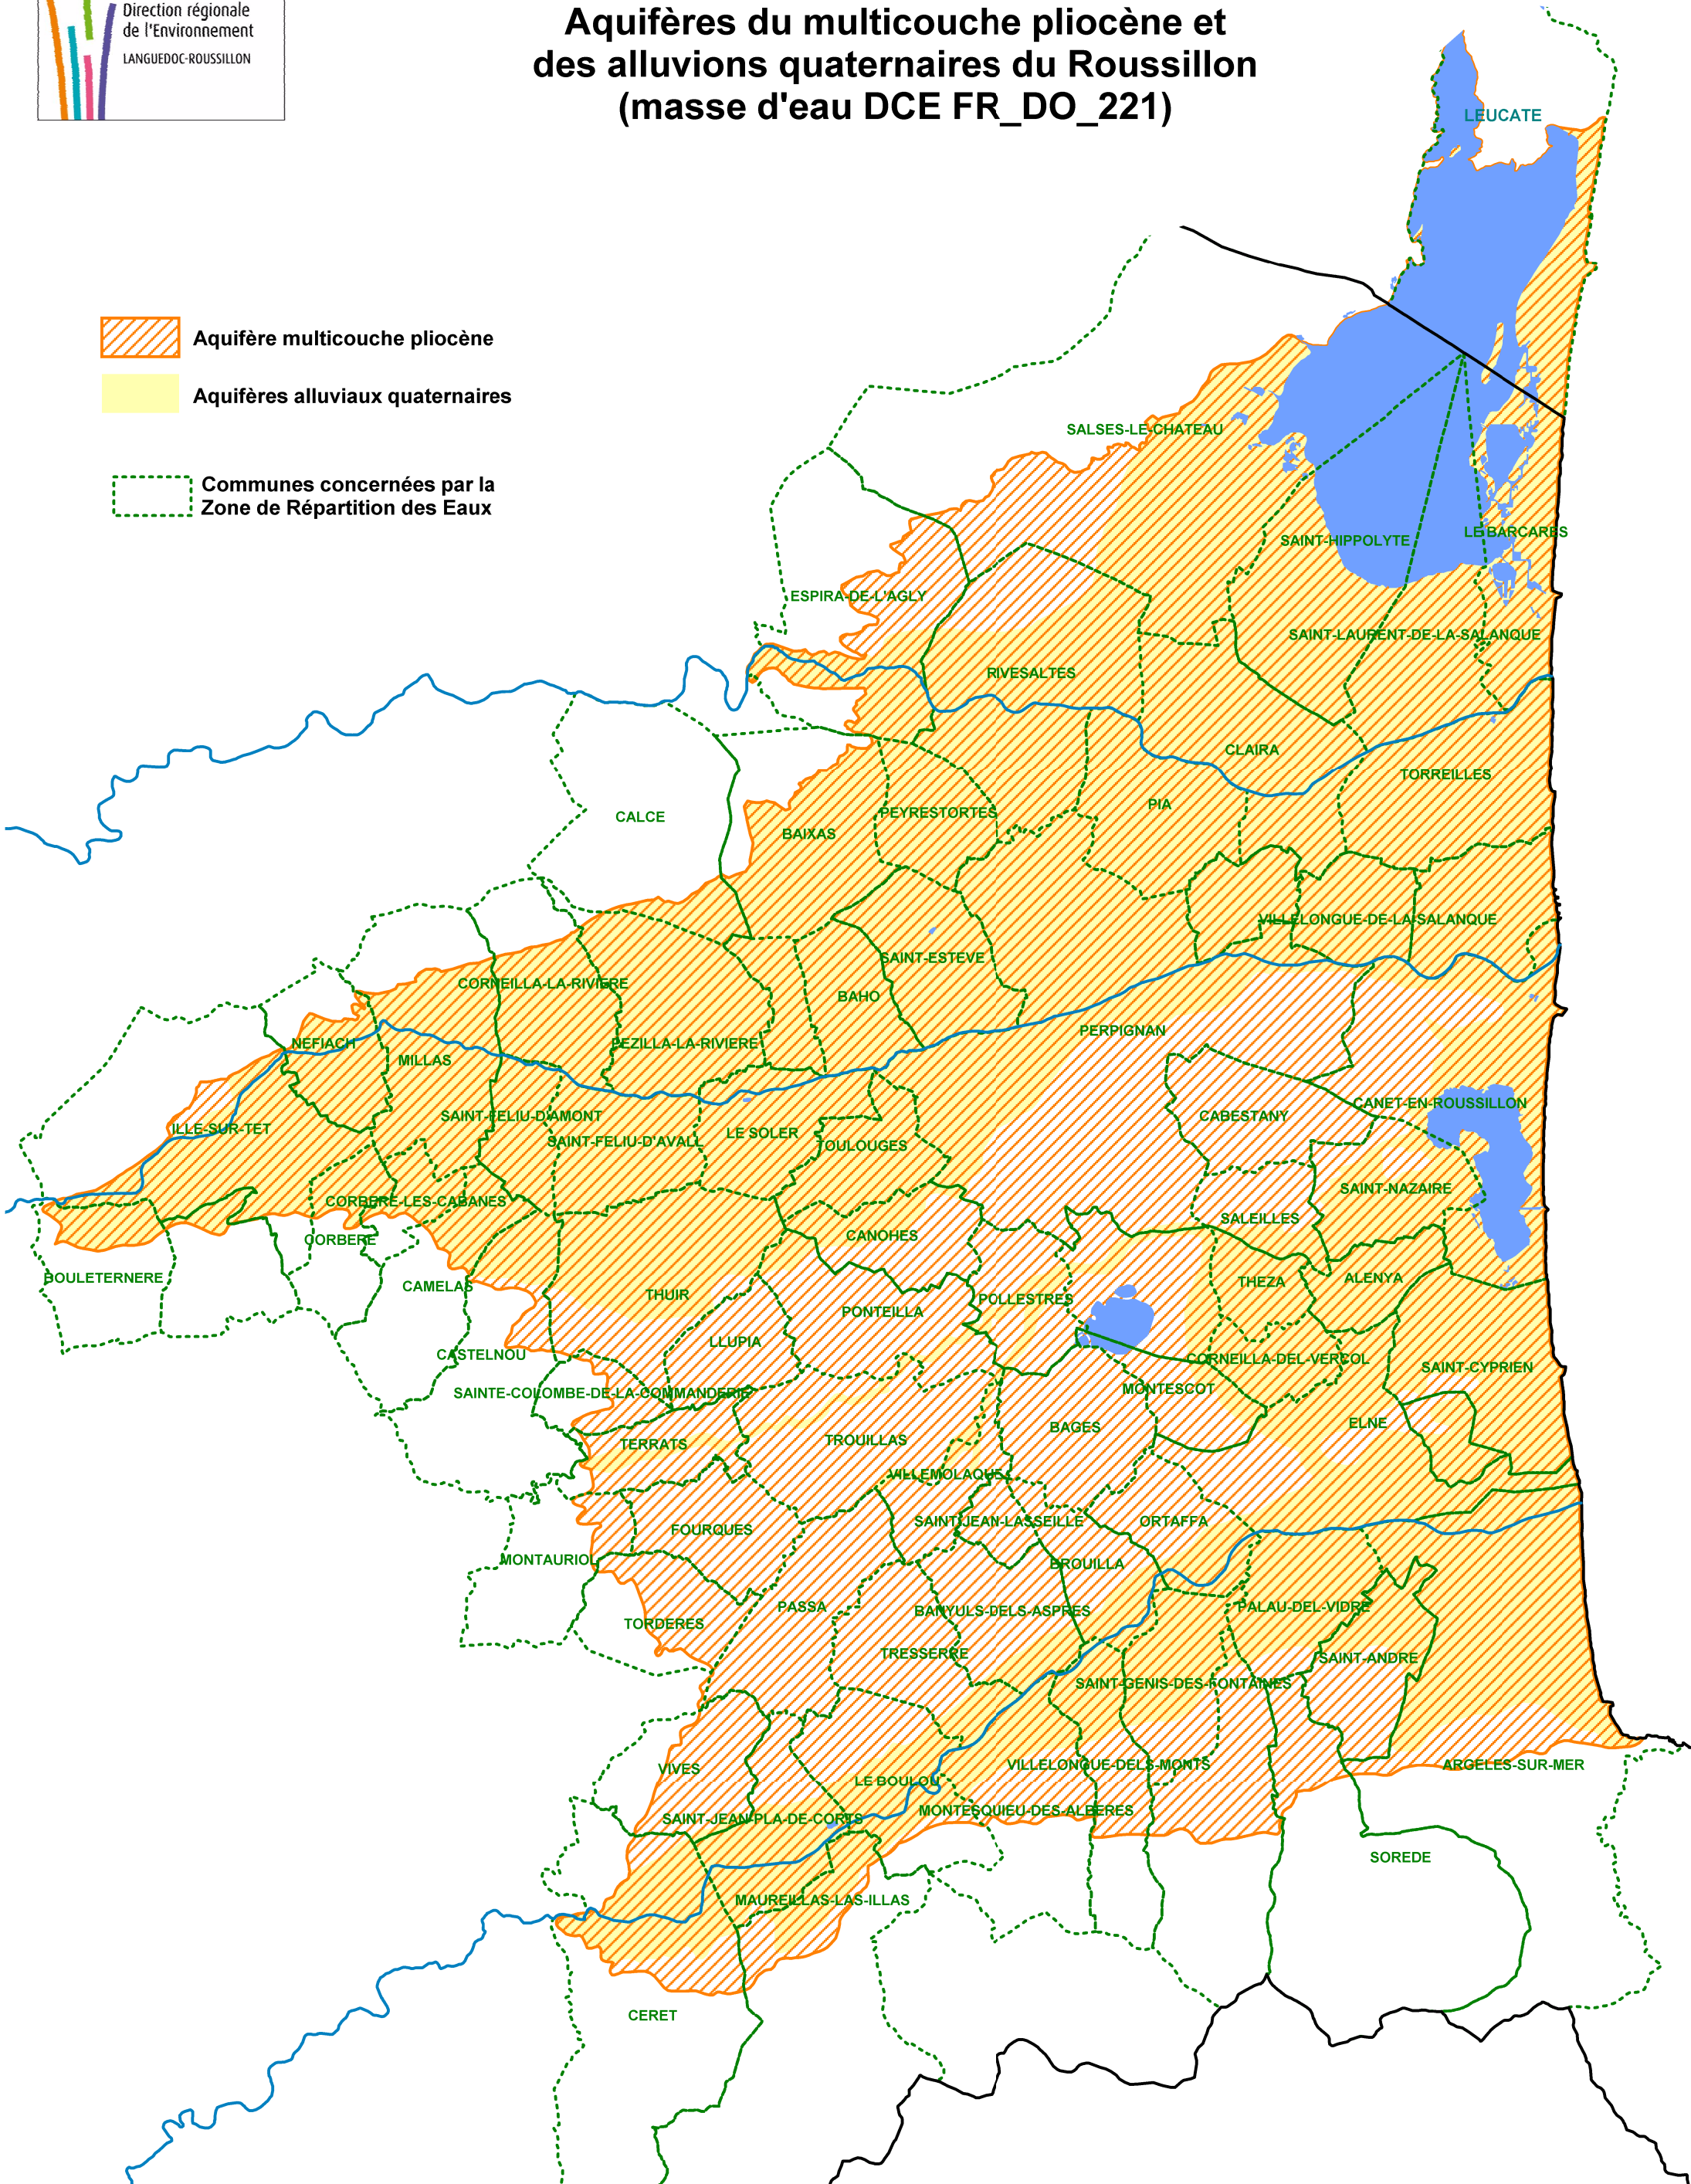 Direction régionale
de l'Environnement
LANGUEDOC-ROUSSILLON
Aquifères du multicouche pliocène et
des alluvions quaternaires du Roussillon
(masse d'eau DCE FR_DO_221)
LEUCATE
Aquifère multicouche pliocène
Aquifères alluviaux quaternaires
Communes concernées par la
Zone de Répartition des Eaux
SALSES-LE-CHATEAU
SAINT-HIPPOLYTE
LE BARCARES
ESPIRA-DE-L'AGLY
SAINT-LAURENT-DE-LA-SALANQUE
RIVESALTES
CLAIRA
TORREILLES
CALCE
PEYRESTORTES
PIA
BAIXAS
VILLELONGUE-DE-LA-SALANQUE
SAINT-ESTEVE
CORNEILLA-LA-RIVIERE
BAHO
PERPIGNAN
NEFIACH
PEZILLA-LA-RIVIERE
MILLAS
CANET-EN-ROUSSILLON
SAINT-FELIU-D'AMONT
CABESTANY
ILLE-SUR-TET
LE SOLER
SAINT-FELIU-D'AVALL
TOULOUGES
SAINT-NAZAIRE
CORBERE-LES-CABANES
SALEILLES
CORBERE
CANOHES
BOULETERNERE
CAMELAS
THEZA
ALENYA
THUIR
POLLESTRES
PONTEILLA
LLUPIA
CASTELNOU
CORNEILLA-DEL-VERCOL
SAINT-CYPRIEN
SAINTE-COLOMBE-DE-LA-COMMANDERIE
MONTESCOT
BAGES
ELNE
TERRATS
TROUILLAS
VILLEMOLAQUE
SAINT-JEAN-LASSEILLE
ORTAFFA
FOURQUES
MONTAURIOL
BROUILLA
PASSA
BANYULS-DELS-ASPRES
PALAU-DEL-VIDRE
TORDERES
TRESSERRE
SAINT-ANDRE
SAINT-GENIS-DES-FONTAINES
VIVES
VILLELONGUE-DELS-MONTS
ARGELES-SUR-MER
LE BOULOU
MONTESQUIEU-DES-ALBERES
SAINT-JEAN-PLA-DE-CORTS
SOREDE
MAUREILLAS-LAS-ILLAS
CERET